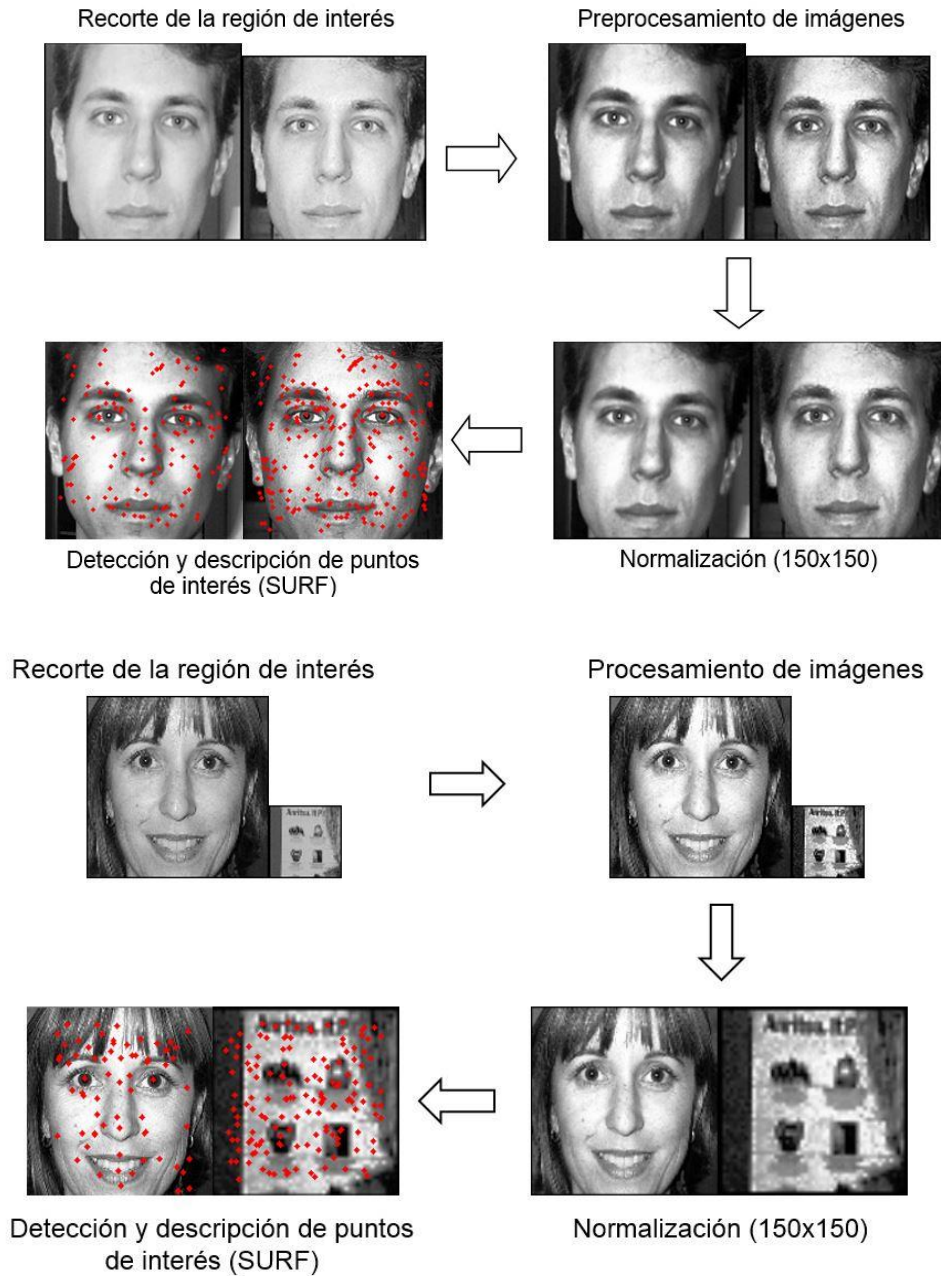 Recorte de la región de interés
Preprocesamiento de imágenes
Detección y descripción de puntos
de interés (SURF)
Normalización (150x150)
Recorte de la región de interés
Procesamiento de imágenes
Detección y descripción de puntos
de interés (SURF)
Normalización (150x150)